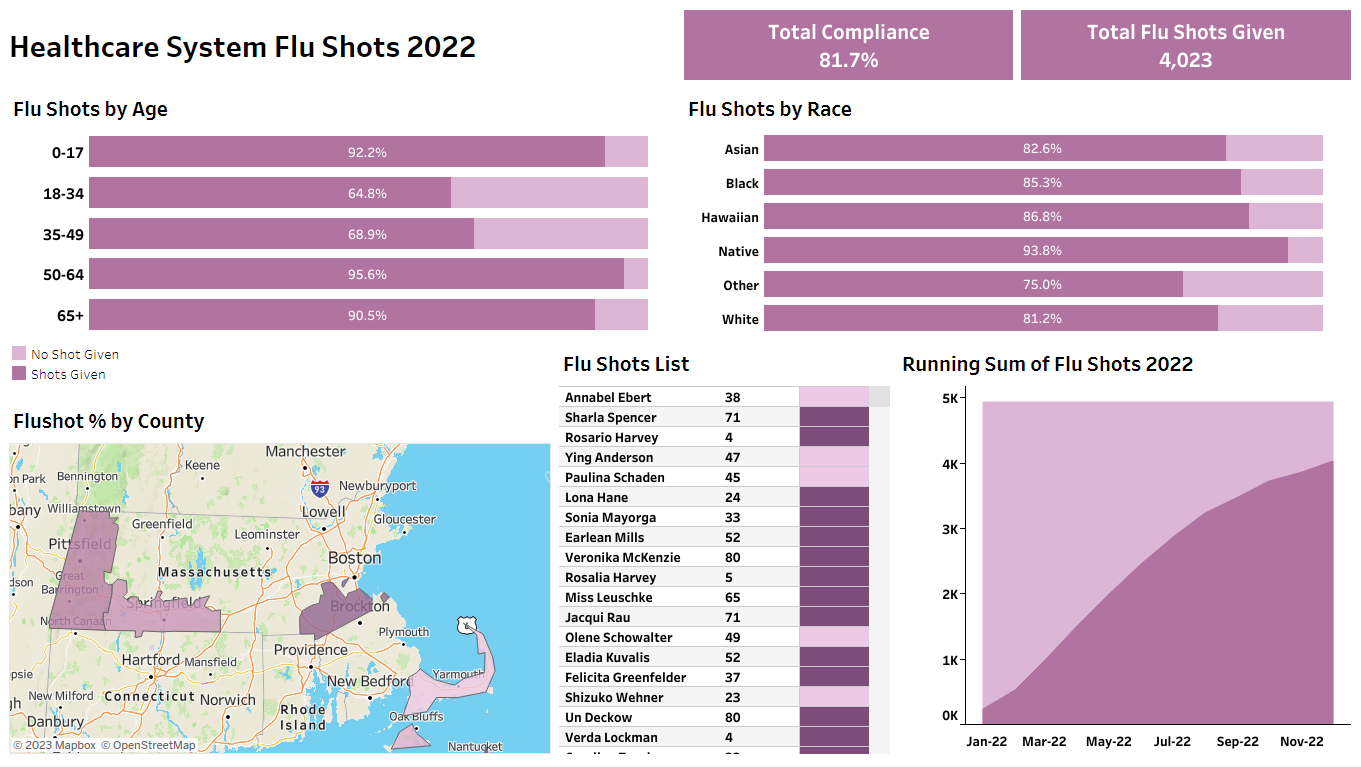 Healthcare System Flu Shots 2022
Total Compliance
81.7%
Total Flu Shots Given
4,023
Flu Shots by Age
0-17 92.2%
18-34 64.8%
35-49 68.9%
50-64 95.6%
65+ 90.5%
No Shot Given
Shots Given
Flu Shots by Race
Asian 82.6%
Black 85.3%
Hawaiian 86.8%
Native 93.8%
Other 75.0%
White 81.2%
Flushot % by County
Manchester
Keene
Bennington
Park
93
Newburyport
Williamstown
Lowell
Gloucester
Greenfield
Leominster
Pittsfield
Boston
Massachusetts
Great
Barrington
Springfield
Brockton
North Canaan
Plymouth
6
Providence
Hartford
Mansfield
Yarmouth
New Bedford
New Milford
Connecticut
Norwich
Rhode
Island
Oak Bluffs
Danbury
Nantucket
© 2023 Mapbox © OpenStreetMap
Flu Shots List
Annabel Ebert 38
Sharla Spencer 71
Rosario Harvey 4
Ying Anderson 47
Paulina Schaden 45
Lona Hane 24
Sonia Mayorga 33
Earlean Mills 52
Veronika McKenzie 80
Rosalia Harvey 5
Miss Leuschke 65
Jacqui Rau 71
Olene Schowalter 49
Eladia Kuvalis 52
Felicita Greenfelder 37
Shizuko Wehner 23
Un Deckow 80
Verda Lockman 4
Running Sum of Flu Shots 2022
5K
4K
3K
2K
1K
0K
Jan-22 Mar-22 May-22 Jul-22 Sep-22 Nov-22